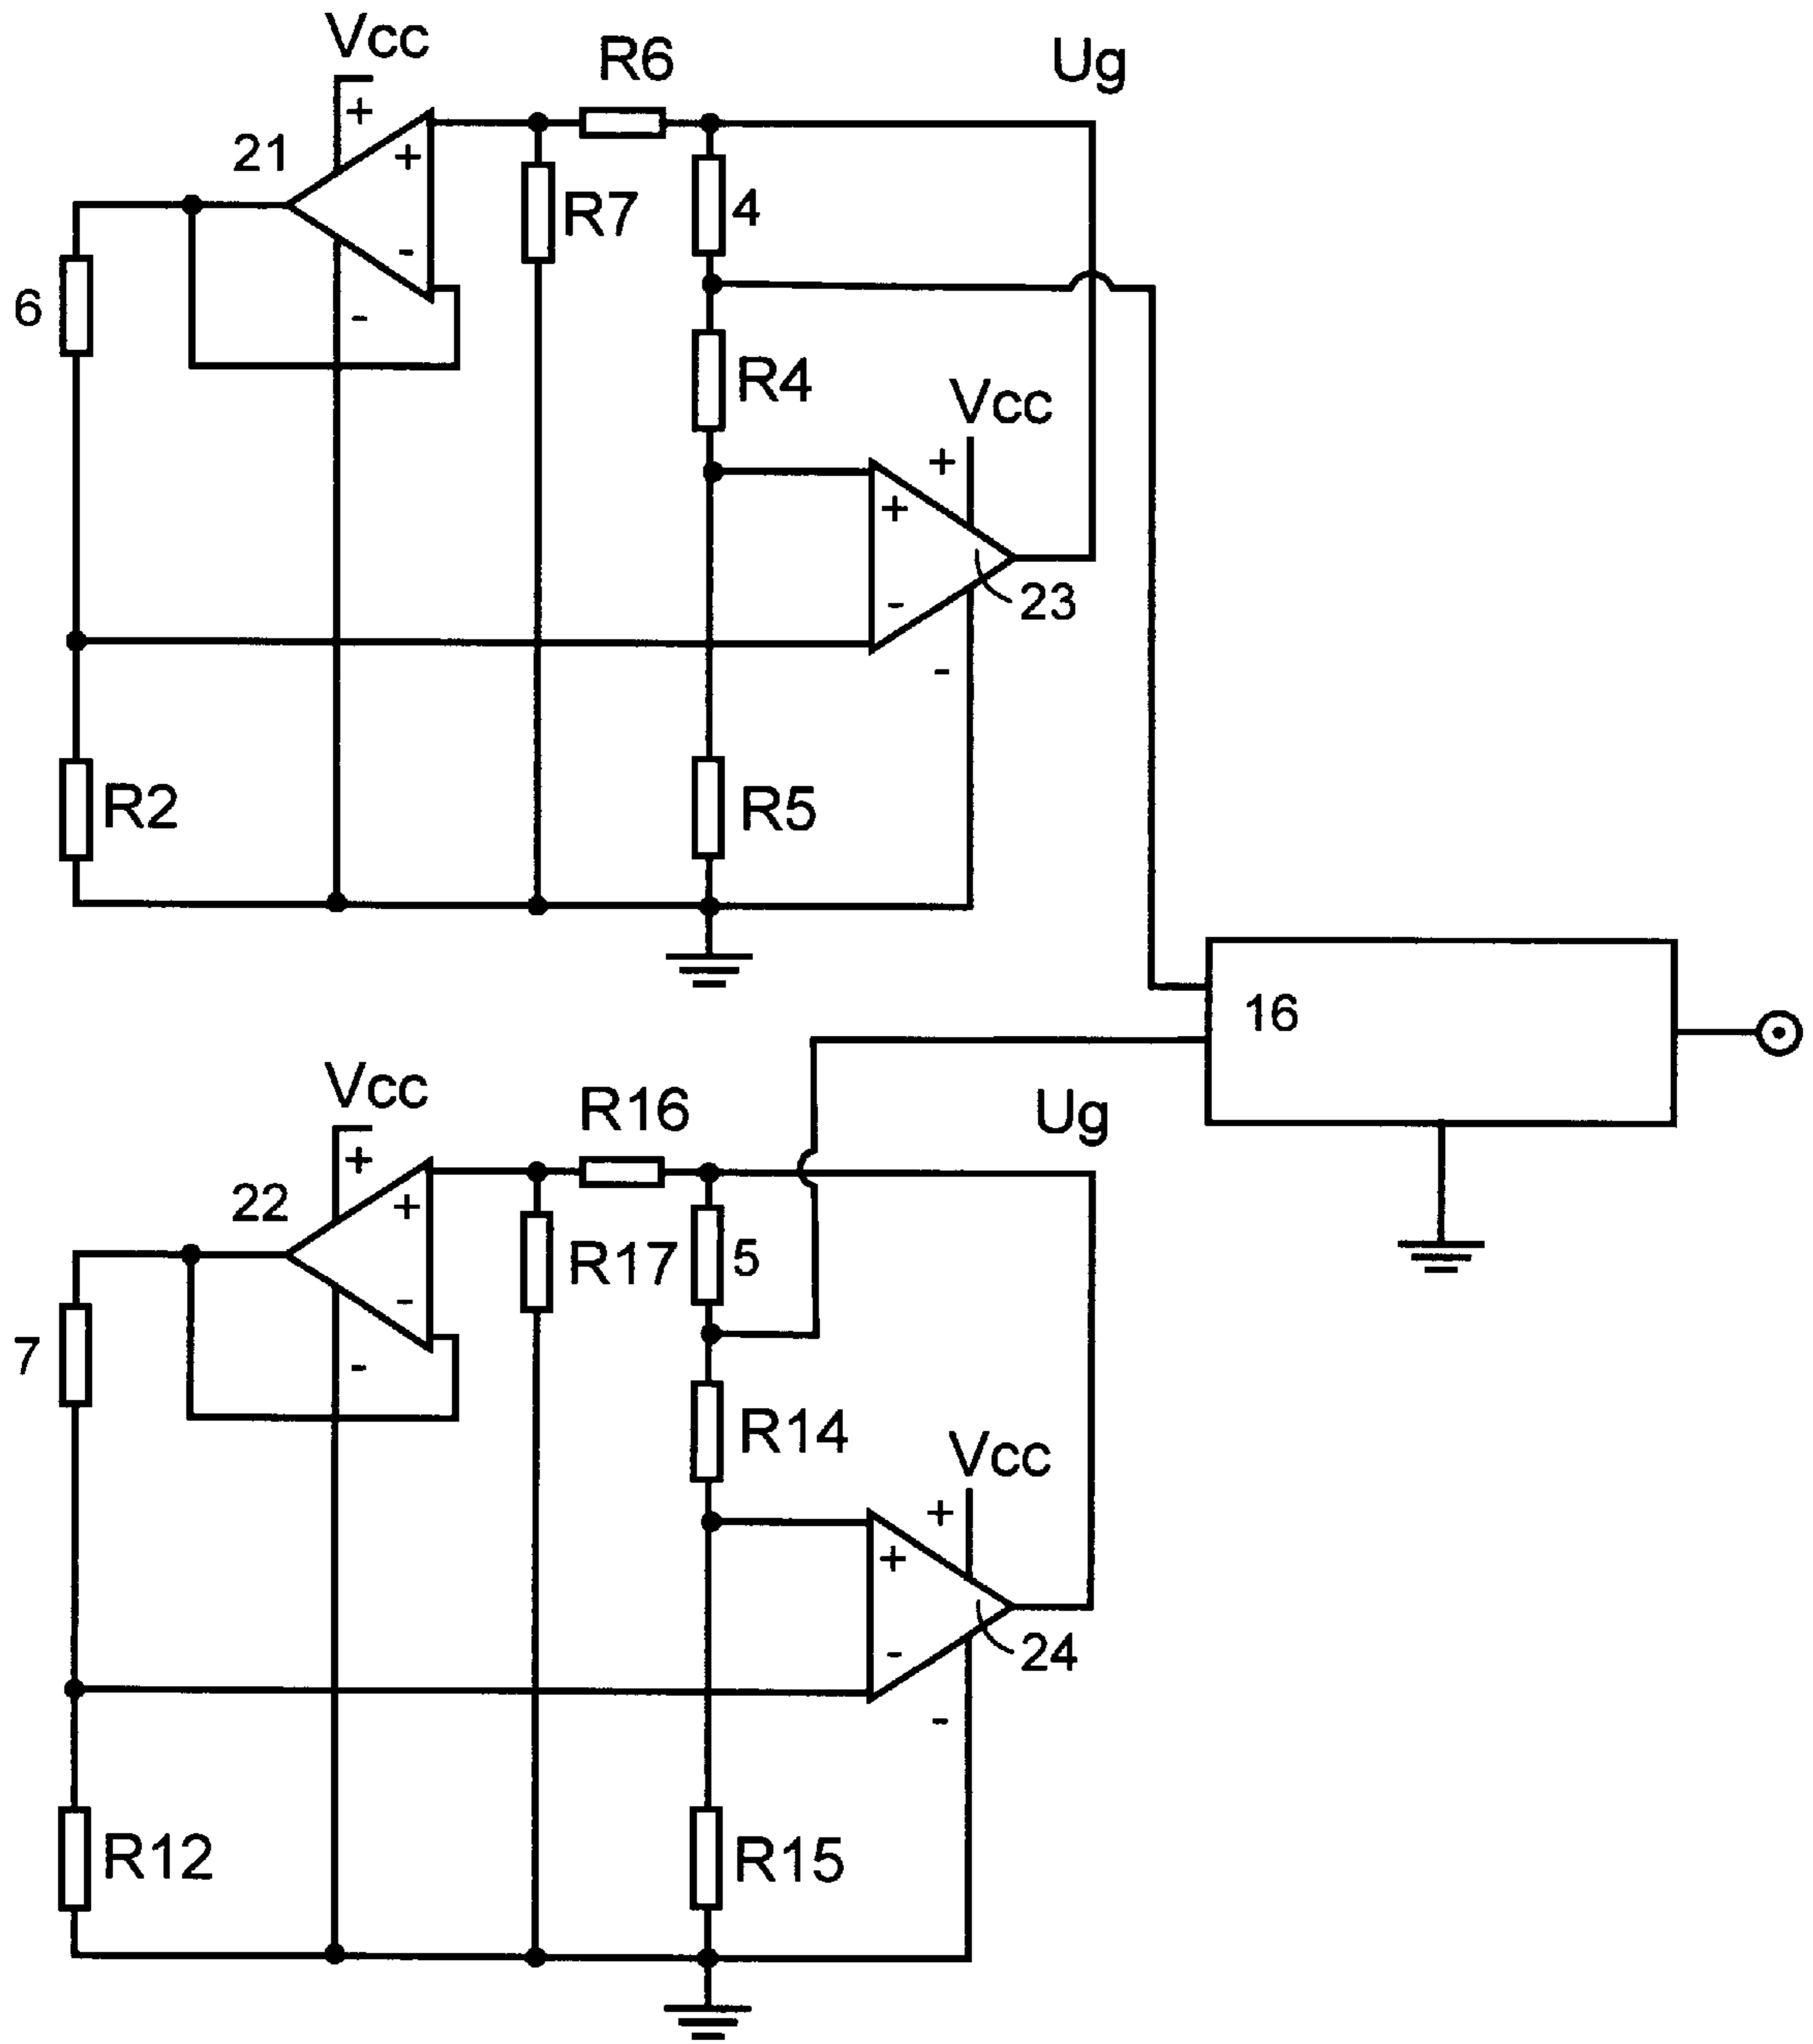 Vcc
R6
Ug
+
21
+
R7
4
-
6
-
R4
Vcc
+
+
23
-
-
R2
R5
16
Vcc
R16
Ug
+
22
+
R17
5
-
7
-
R14
Vcc
+
+
24
-
-
R12
R15